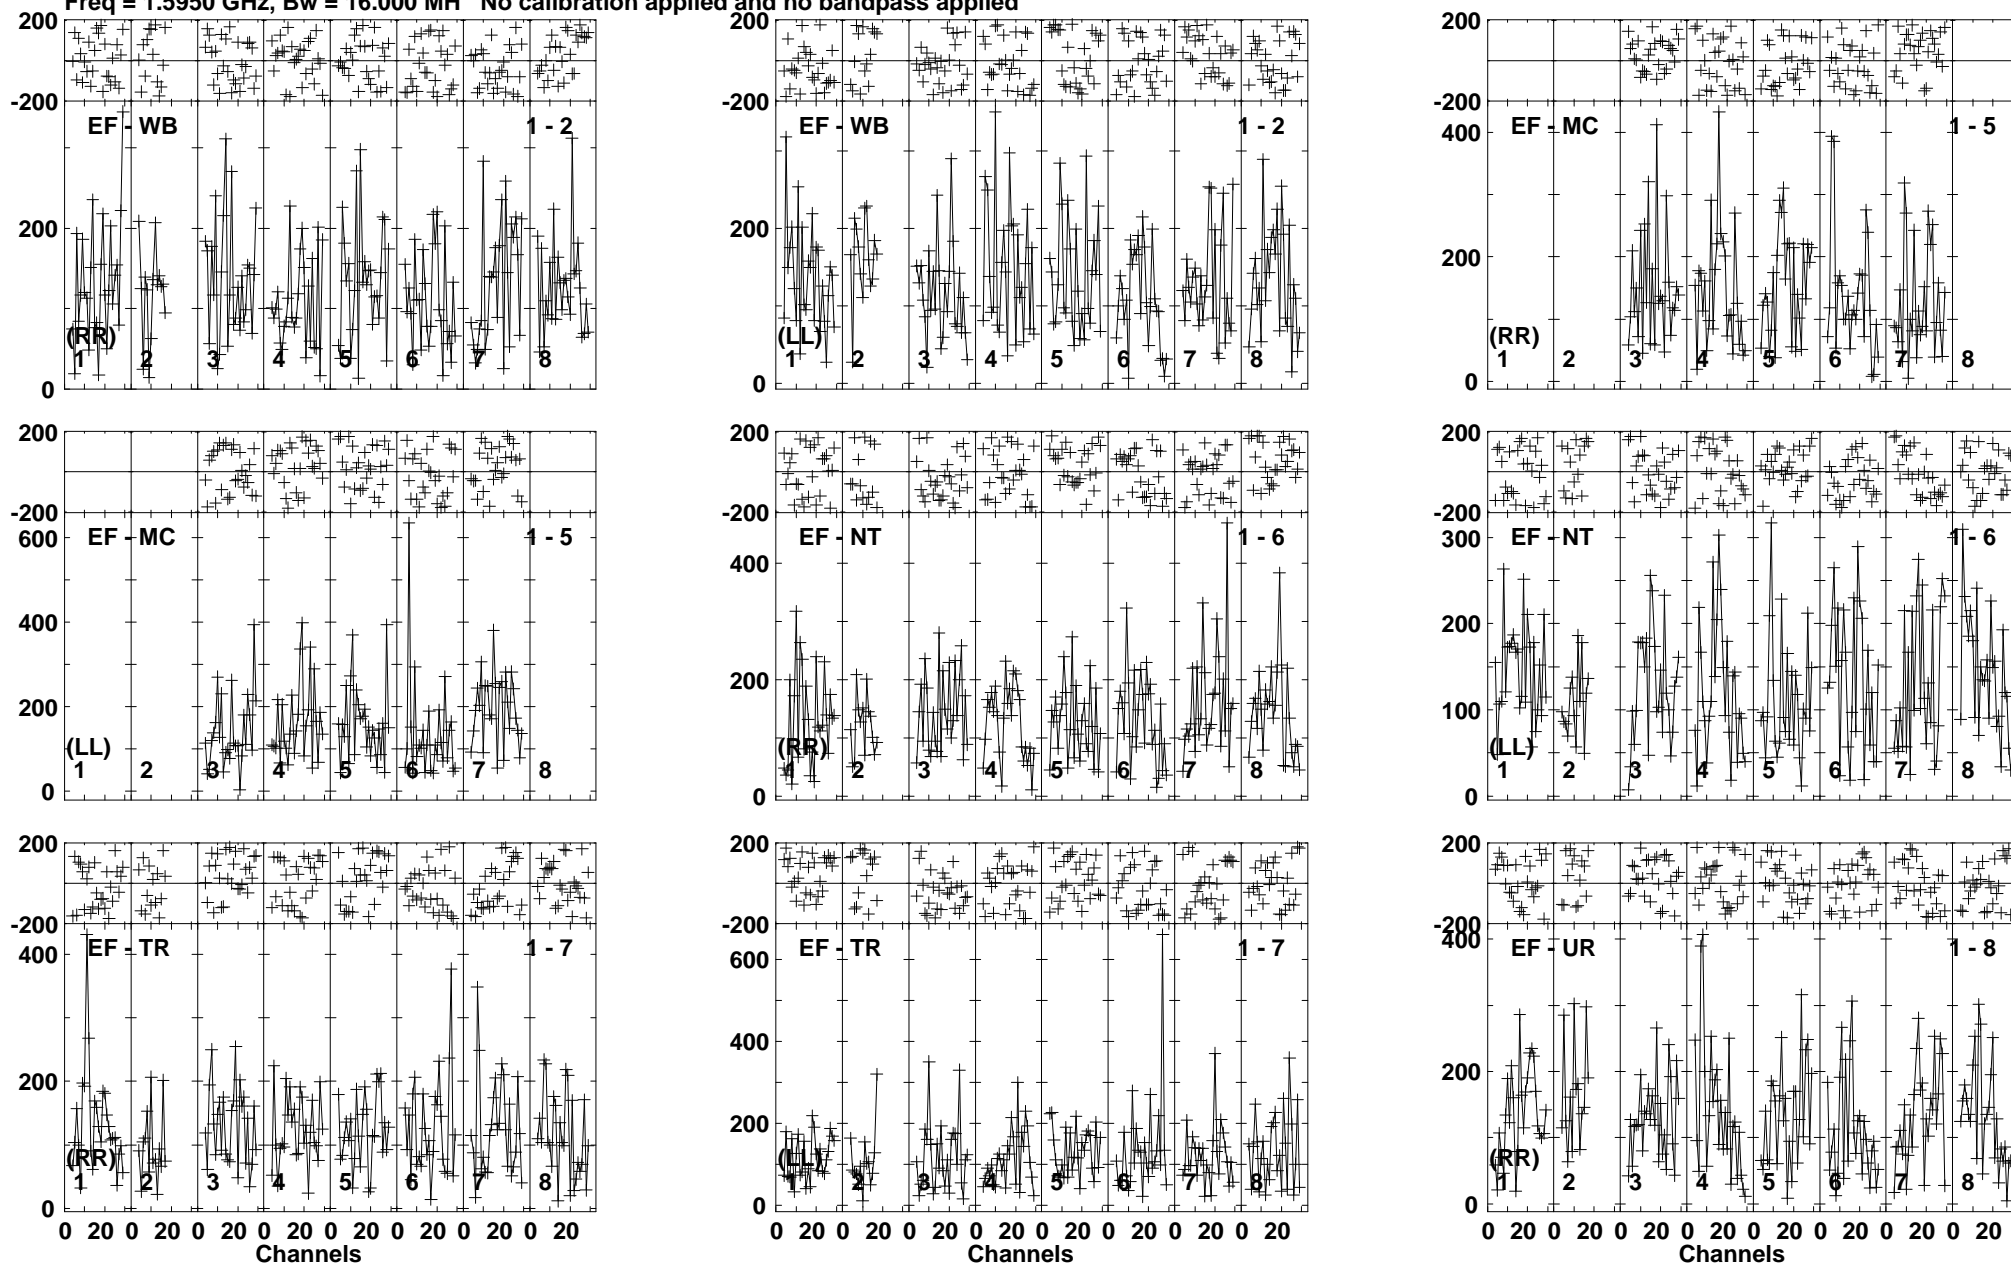 Freq = 1.5950 GHz, Bw = 16.000 MH No calibration applied and no bandpass applied
200 200 200
-200 -200 -200
EF - WB 1 - 2 EF - WB 1 - 2 EF - MC 1 - 5
400
200 200 200
(RR) (LL) (RR)
1 2 3 4 5 6 7 8 1 2 3 4 5 6 7 8 1 2 3 4 5 6 7 8
0 0 0
200 200 200
-200 -200 -200
EF - MC 1 - 5 EF - NT 1 - 6 EF - NT 1 - 6
600 400 300
400 200 200
200 100
(LL) (RR) (LL)
1 2 3 4 5 6 7 8 1 2 3 4 5 6 7 8 1 2 3 4 5 6 7 8
0 0 0
200 200 200
-200 -200 -200
EF - TR 1 - 7 EF - TR 1 - 7 EF - UR 1 - 8
400 600 400
200 400 200
200
(RR) (LL) (RR)
1 2 3 4 5 6 7 8 1 2 3 4 5 6 7 8 1 2 3 4 5 6 7 8
0 0 0
0 20 0 20 0 20 0 20 0 20 0 20 0 20 0 20 0 20 0 20 0 20 0 20 0 20 0 20 0 20 0 20 0 20 0 20 0 20 0 20 0 20 0 20 0 20 0 20
Channels Channels Channels